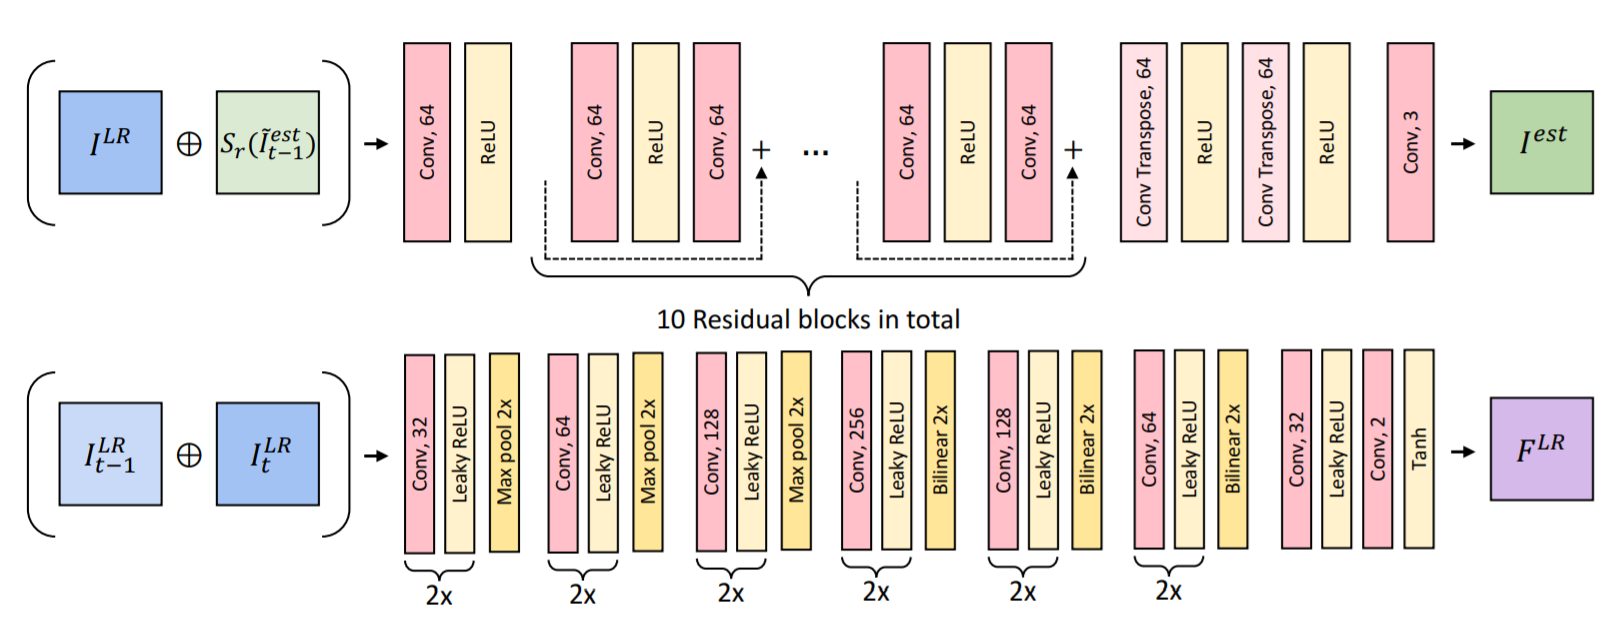 I^{LR} ⊕ S_r(Ĩ^{est}_{t-1})
Conv, 64
ReLU
Conv, 64
ReLU
Conv, 64
+
...
Conv, 64
ReLU
Conv, 64
+
Conv Transpose, 64
ReLU
Conv Transpose, 64
ReLU
Conv, 3
I^{est}
10 Residual blocks in total
I^{LR}_{t-1} ⊕ I^{LR}_t
Conv, 32
Leaky ReLU
Max pool 2x
2x
Conv, 64
Leaky ReLU
Max pool 2x
2x
Conv, 128
Leaky ReLU
Max pool 2x
2x
Conv, 256
Leaky ReLU
Bilinear 2x
2x
Conv, 128
Leaky ReLU
Bilinear 2x
2x
Conv, 64
Leaky ReLU
Bilinear 2x
2x
Conv, 32
Leaky ReLU
Conv, 2
Tanh
F^{LR}